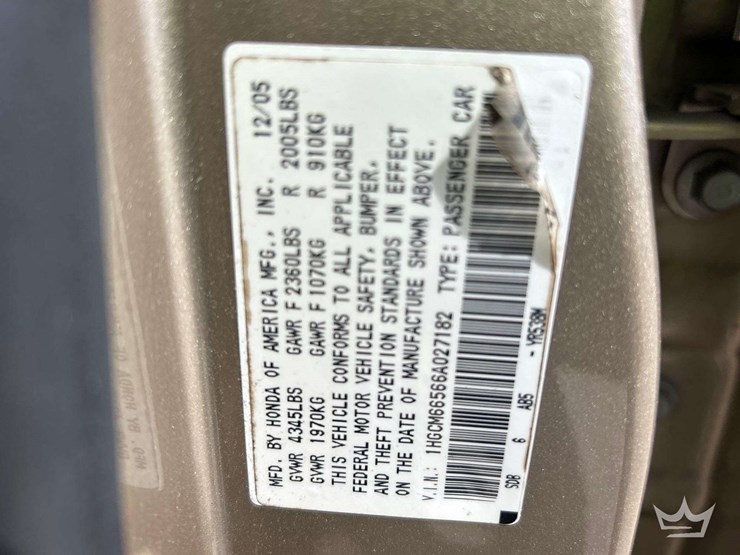 MFD. BY HONDA OF AMERICA MFG., INC. 12/05
GVWR 4345LBS GAWR F 2360LBS R 2005LBS
GVWR 1970KG GAWR F 1070KG R 910KG
THIS VEHICLE CONFORMS TO ALL APPLICABLE
FEDERAL MOTOR VEHICLE SAFETY, BUMPER,
AND THEFT PREVENTION STANDARDS IN EFFECT
ON THE DATE OF MANUFACTURE SHOWN ABOVE.
V.I.N.: 1HGCM66566A027182 TYPE: PASSENGER CAR
SDB 6 AB5 - YR538M